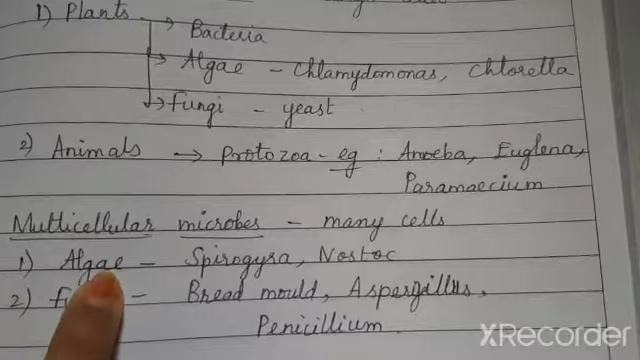 1) Plants → Bacteria
→ Algae - Chlamydomonas, Chlorella
→ Fungi - yeast
2) Animals → Protozoa - eg : Amoeba, Euglena,
Paramaecium
Multicellular microbes - many cells
1) Algae - Spirogyra, Nostoc
2) - Bread mould, Aspergillus,
Penicillium
XRecorder